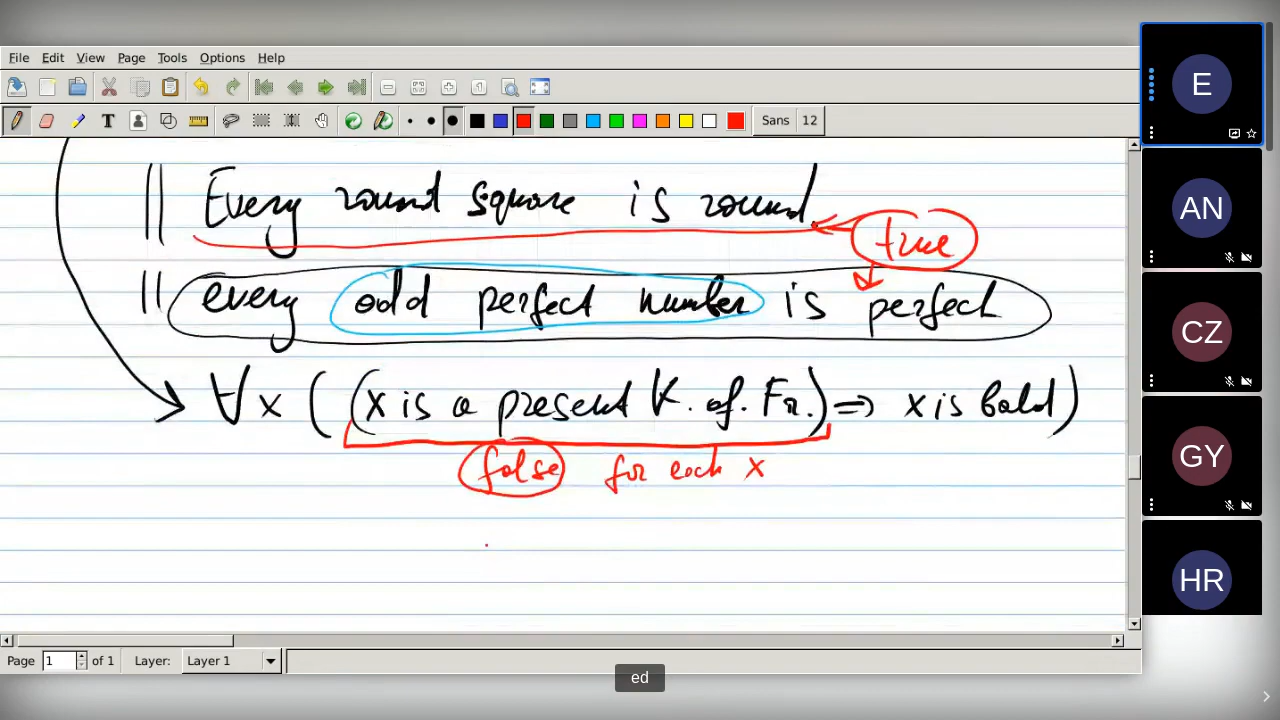 File Edit View Page Tools Options Help
Sans 12
E
AN
CZ
GY
HR
|| Every round square is round
true
|| every odd perfect number is perfect
∀x ((x is a present K. of. Fr.) ⇒ x is bald)
false for each x
Page 1 of 1 Layer: Layer 1
ed